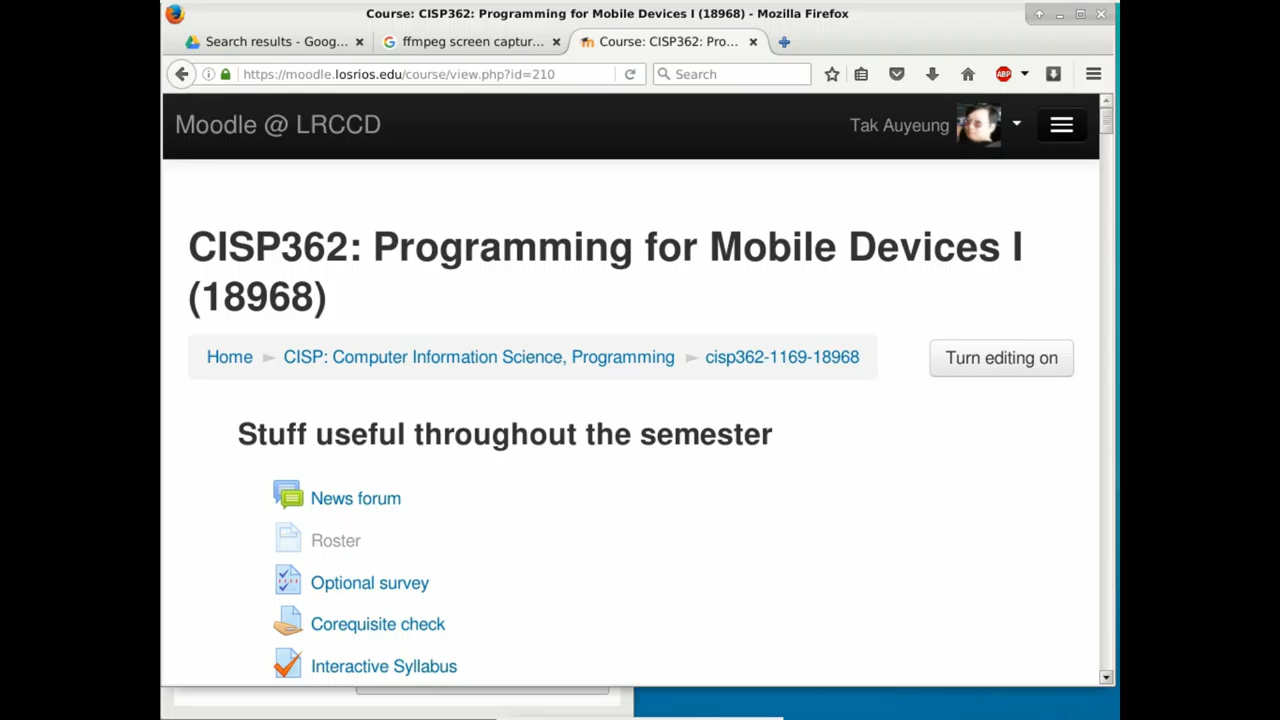 Course: CISP362: Programming for Mobile Devices I (18968) - Mozilla Firefox
Search results - Goog...
ffmpeg screen captur...
Course: CISP362: Pro...
https://moodle.losrios.edu/course/view.php?id=210
Search
ABP
Moodle @ LRCCD
Tak Auyeung
CISP362: Programming for Mobile Devices I
(18968)
Home ► CISP: Computer Information Science, Programming ► cisp362-1169-18968
Turn editing on
Stuff useful throughout the semester
News forum
Roster
Optional survey
Corequisite check
Interactive Syllabus